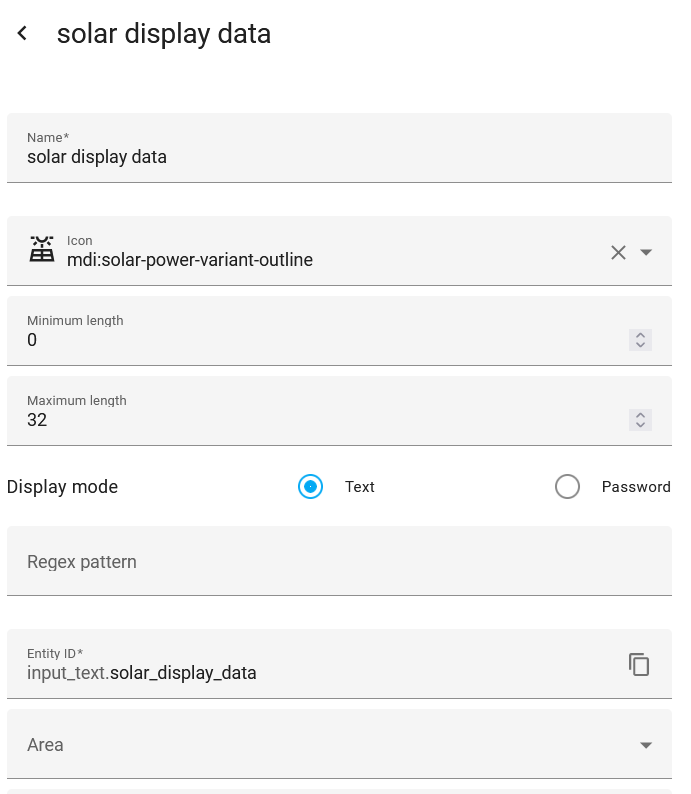 solar display data
Name*
solar display data
Icon
mdi:solar-power-variant-outline
Minimum length
0
Maximum length
32
Display mode
Text
Password
Regex pattern
Entity ID*
input_text.solar_display_data
Area